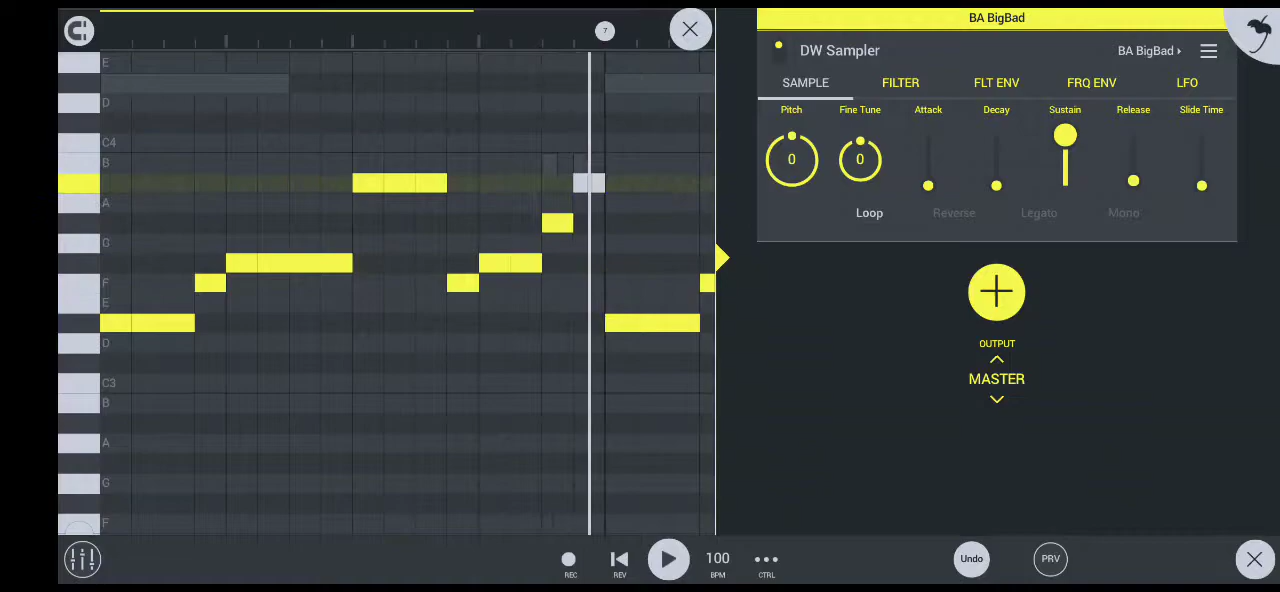 BA BigBad
7
DW Sampler
BA BigBad
SAMPLE FILTER FLT ENV FRQ ENV LFO
Pitch Fine Tune Attack Decay Sustain Release Slide Time
0 0
Loop Reverse Legato Mono
E
D
C4
B
A
G
F
E
D
C3
B
A
G
F
OUTPUT
MASTER
REC
REV
100
BPM
CTRL
Undo
PRV